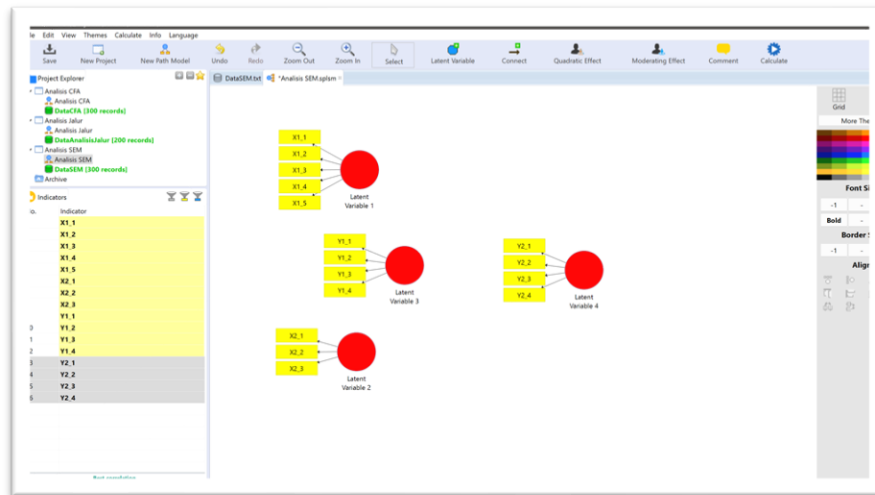 Edit View Themes Calculate Info Language
Save New Project New Path Model Undo Redo Zoom Out Zoom In Select Latent Variable Connect Quadratic Effect Moderating Effect Comment Calculate
Project Explorer
DataSEM.txt *Analisis SEM.splsm
Analisis CFA
Analisis CFA
DataCFA [300 records]
Analisis Jalur
Analisis Jalur
DataAnalisisJalur [200 records]
Analisis SEM
Analisis SEM
DataSEM [300 records]
Archive
Indicators
Indicator
X1_1
X1_2
X1_3
X1_4
X1_5
X2_1
X2_2
X2_3
Y1_1
Y1_2
Y1_3
Y1_4
Y2_1
Y2_2
Y2_3
Y2_4
X1_1
X1_2
X1_3
X1_4
X1_5
Latent
Variable 1
Y1_1
Y1_2
Y1_3
Y1_4
Latent
Variable 3
Y2_1
Y2_2
Y2_3
Y2_4
Latent
Variable 4
X2_1
X2_2
X2_3
Latent
Variable 2
Grid
More The
Font Si
-1 -
Bold -
Border S
-1 -
Align